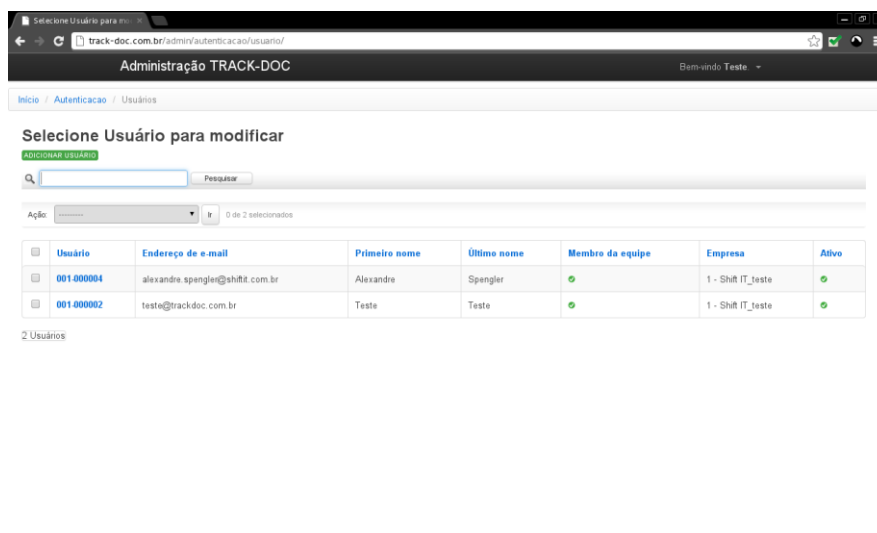 Selecione Usuário para mo
track-doc.com.br/admin/autenticacao/usuario/
Administração TRACK-DOC
Bem-vindo Teste.
Início / Autenticacao / Usuários
Selecione Usuário para modificar
ADICIONAR USUÁRIO
Pesquisar
Ação: --------- Ir 0 de 2 selecionados
Usuário Endereço de e-mail Primeiro nome Último nome Membro da equipe Empresa Ativo
001-000004 alexandre.spengler@shiftit.com.br Alexandre Spengler 1 - Shift IT_teste
001-000002 teste@trackdoc.com.br Teste Teste 1 - Shift IT_teste
2 Usuários